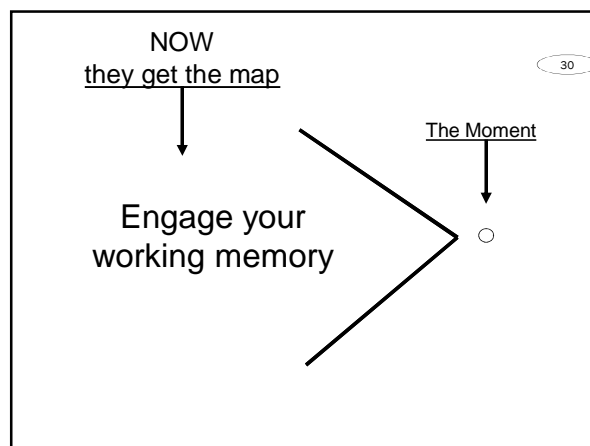 NOW
they get the map
30
The Moment
Engage your
working memory